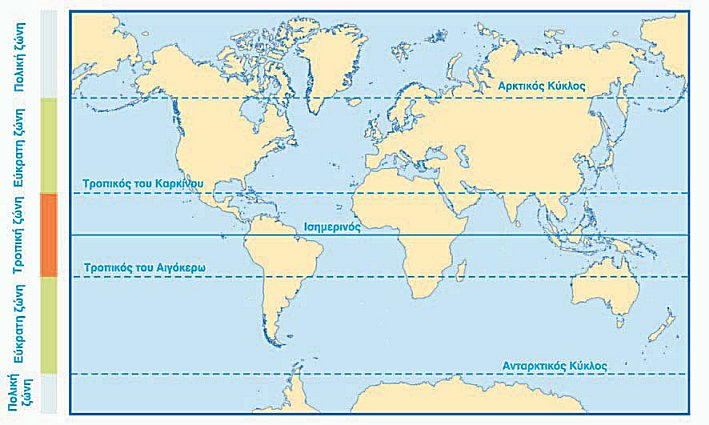 Πολική ζώνη
Εύκρατη ζώνη
Τροπική ζώνη
Εύκρατη ζώνη
Πολική
ζώνη
Αρκτικός Κύκλος
Τροπικός του Καρκίνου
Ισημερινός
Τροπικός του Αιγόκερω
Ανταρκτικός Κύκλος